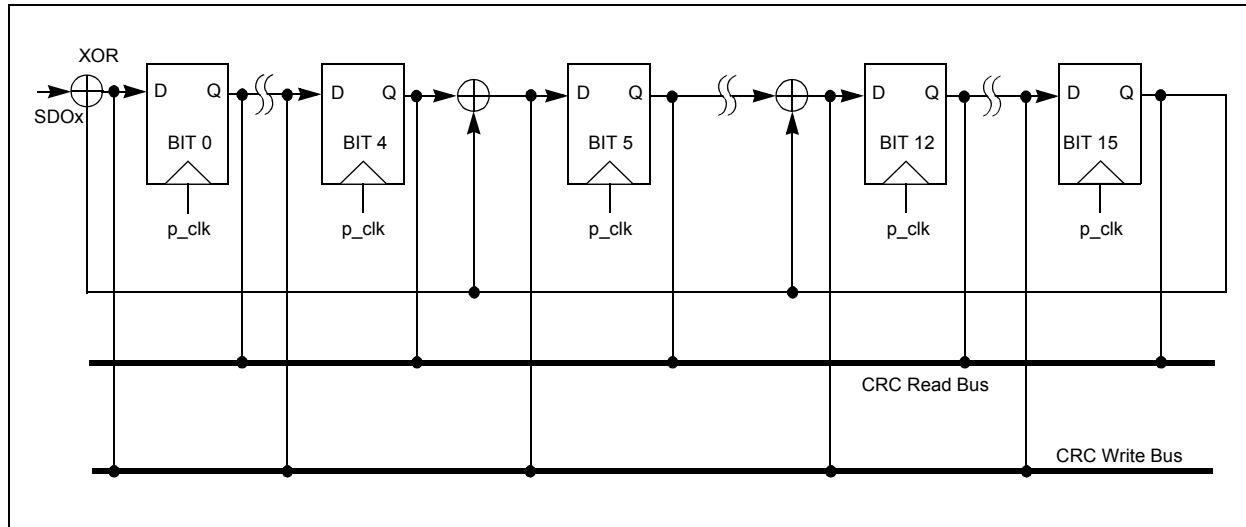 XOR
SDOx
D Q
BIT 0
p_clk
D Q
BIT 4
p_clk
D Q
BIT 5
p_clk
D Q
BIT 12
p_clk
D Q
BIT 15
p_clk
CRC Read Bus
CRC Write Bus